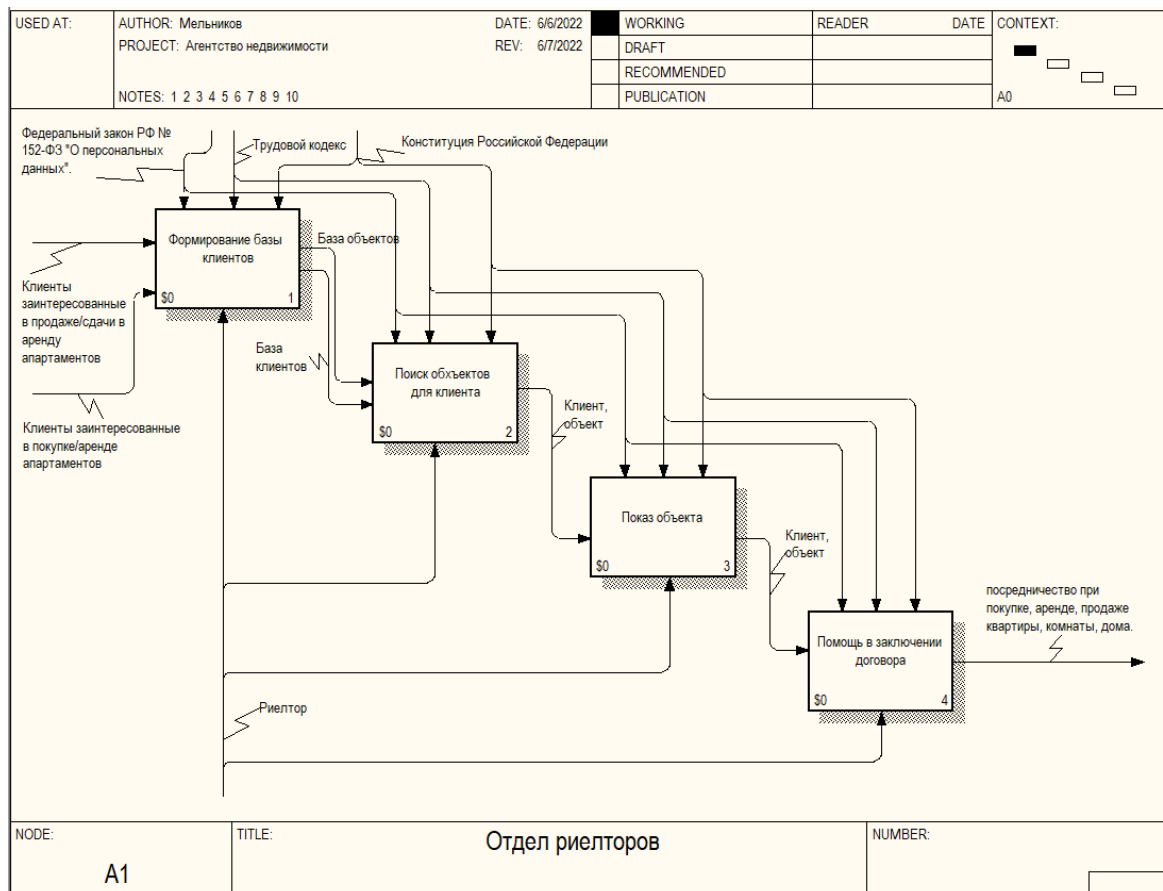 USED AT:
AUTHOR: Мельников
DATE: 6/6/2022
PROJECT: Агентство недвижимости
REV: 6/7/2022
NOTES: 1 2 3 4 5 6 7 8 9 10
WORKING
DRAFT
RECOMMENDED
PUBLICATION
READER
DATE
CONTEXT:
A0
Федеральный закон РФ №
152-ФЗ "О персональных
данных".
Трудовой кодекс
Конституция Российской Федерации
Формирование базы
клиентов
$0
1
База объектов
Клиенты
заинтересованные
в продаже/сдачи в
аренду
апартаментов
База
клиентов
Поиск обхъектов
для клиента
$0
2
Клиенты заинтересованные
в покупке/аренде
апартаментов
Клиент,
объект
Показ объекта
$0
3
Клиент,
объект
посредничество при
покупке, аренде, продаже
квартиры, комнаты, дома.
Помощь в заключении
договора
$0
4
Риелтор
NODE:
A1
TITLE:
Отдел риелторов
NUMBER: